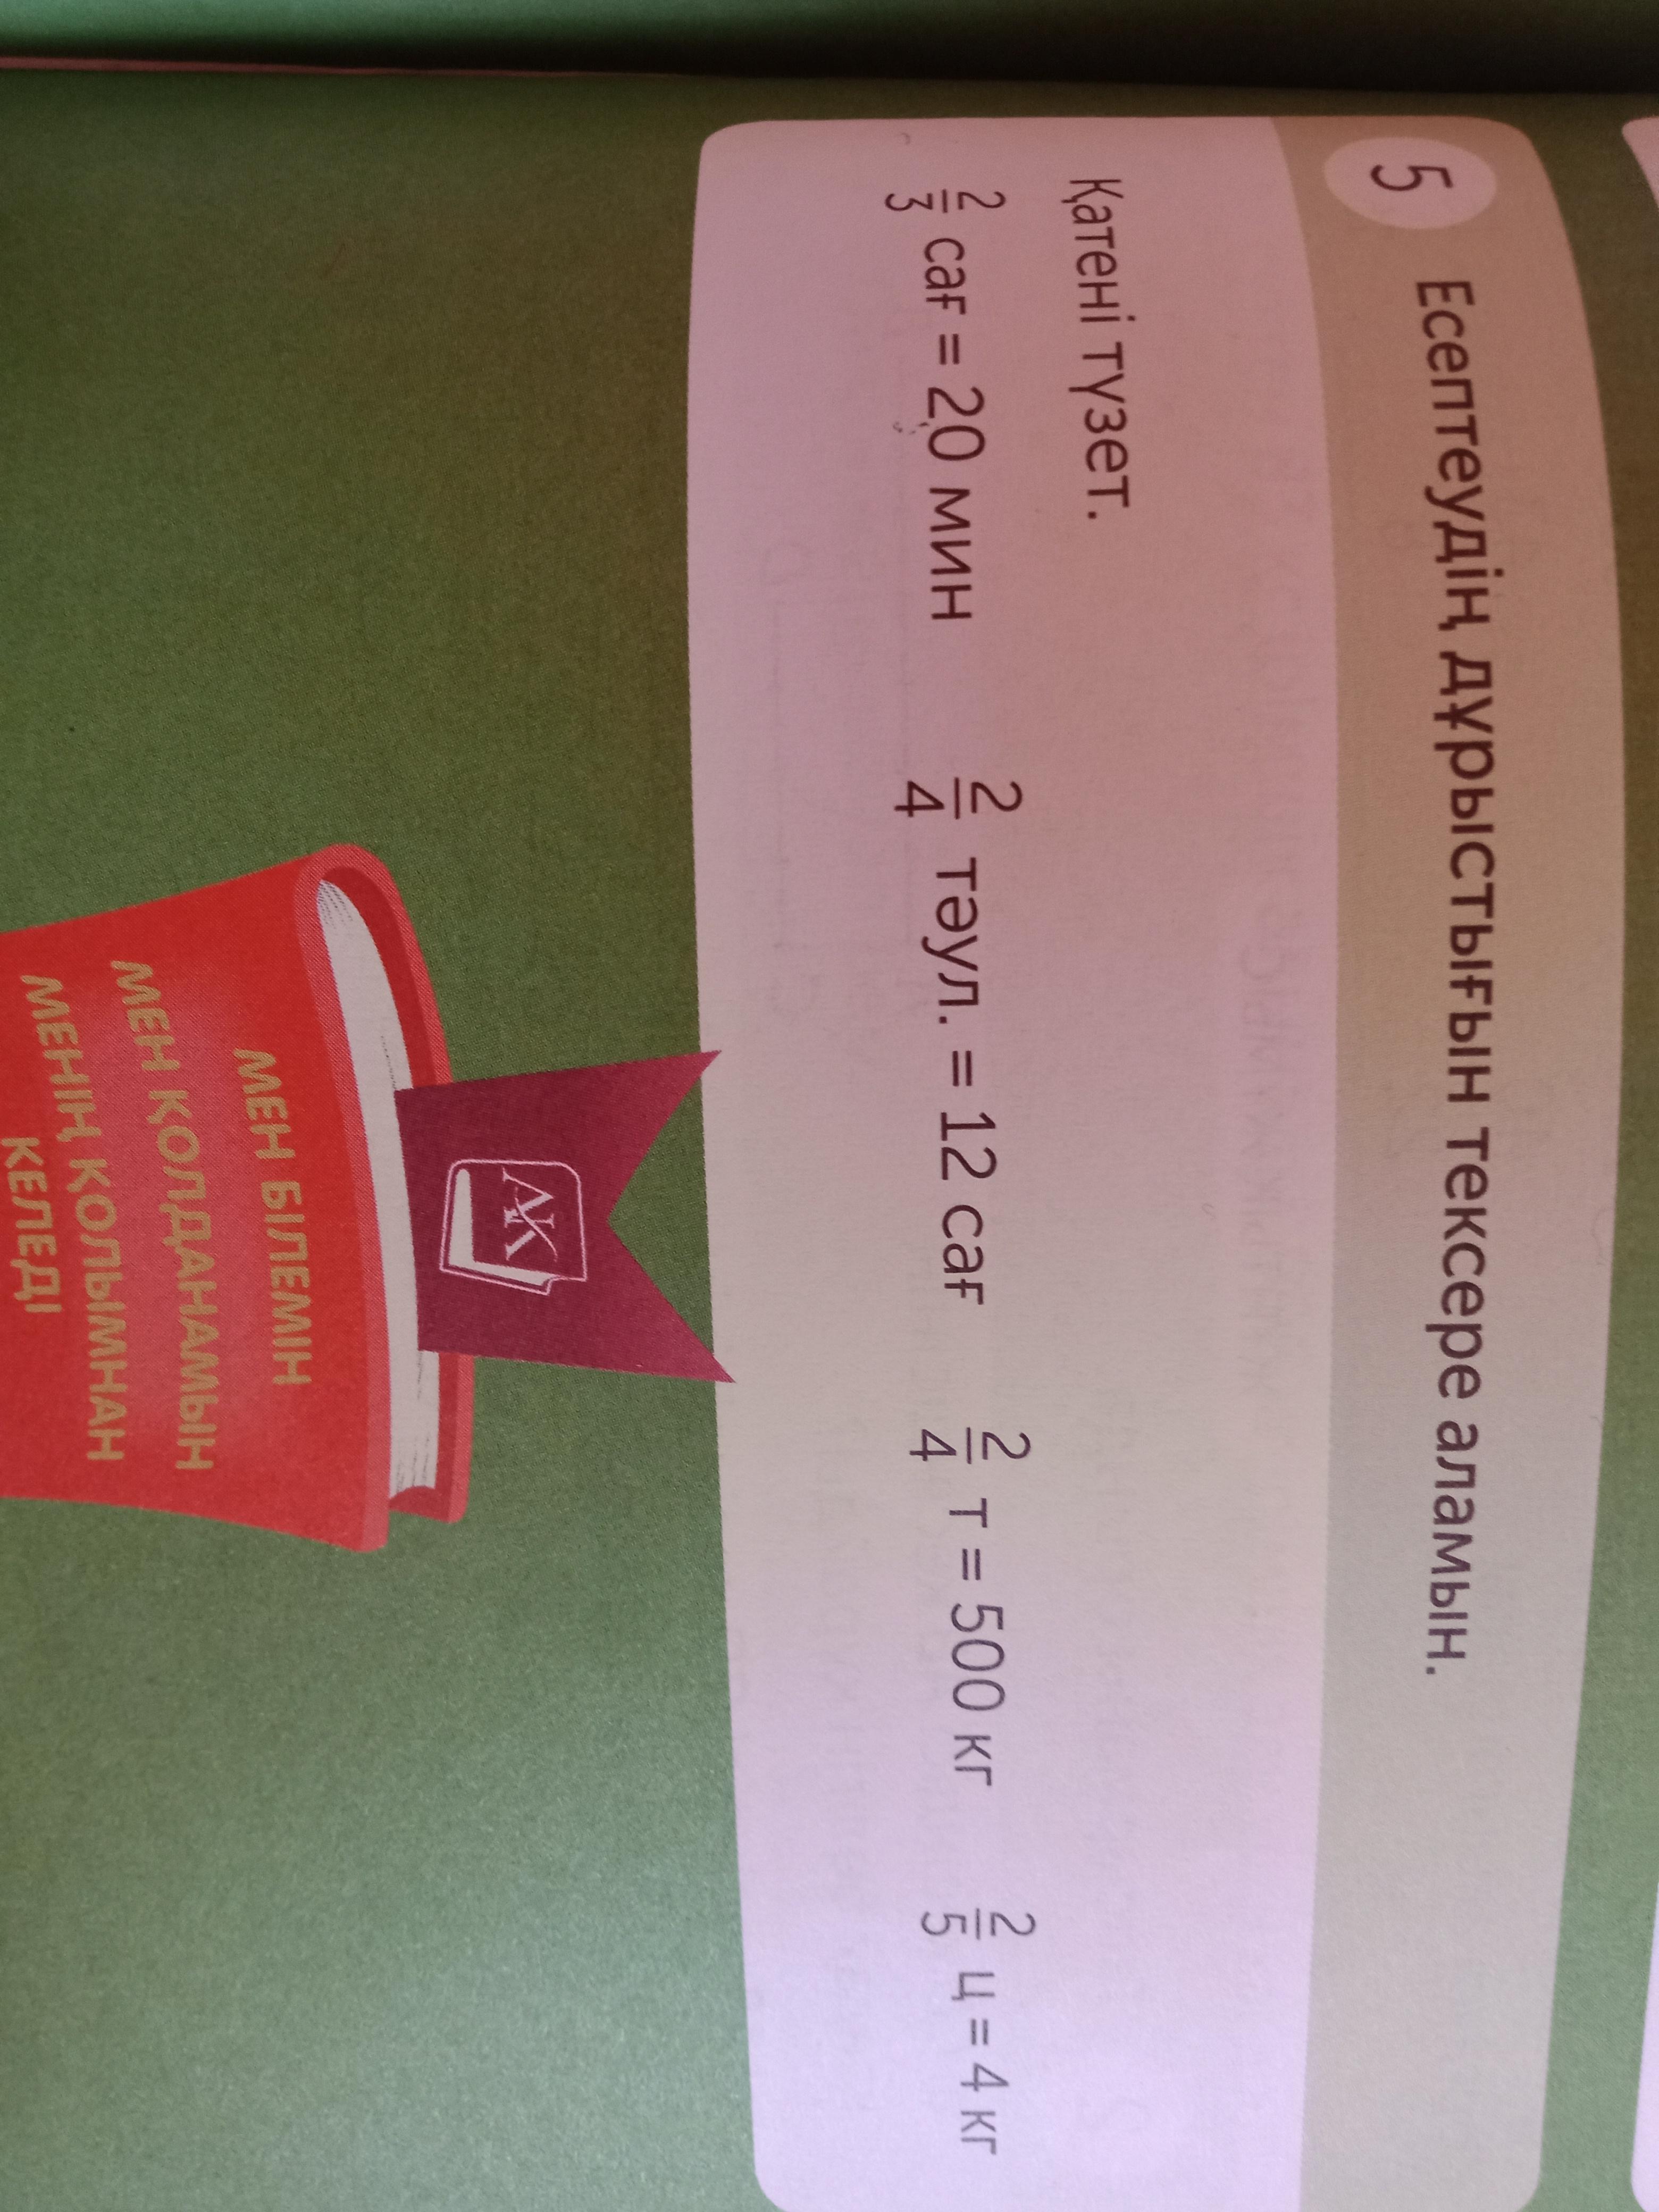 5 Есептеудің дұрыстығын тексере аламын.
Қатені түзет.
2/3 сағ = 20 мин 2/4 тәул. = 12 сағ 2/4 т = 500 кг 2/5 ц = 4 кг
АК
МЕН БІЛЕМІН
МЕН ҚОЛДАНАМЫН
МЕНІҢ ҚОЛЫМНАН
КЕЛЕДІ